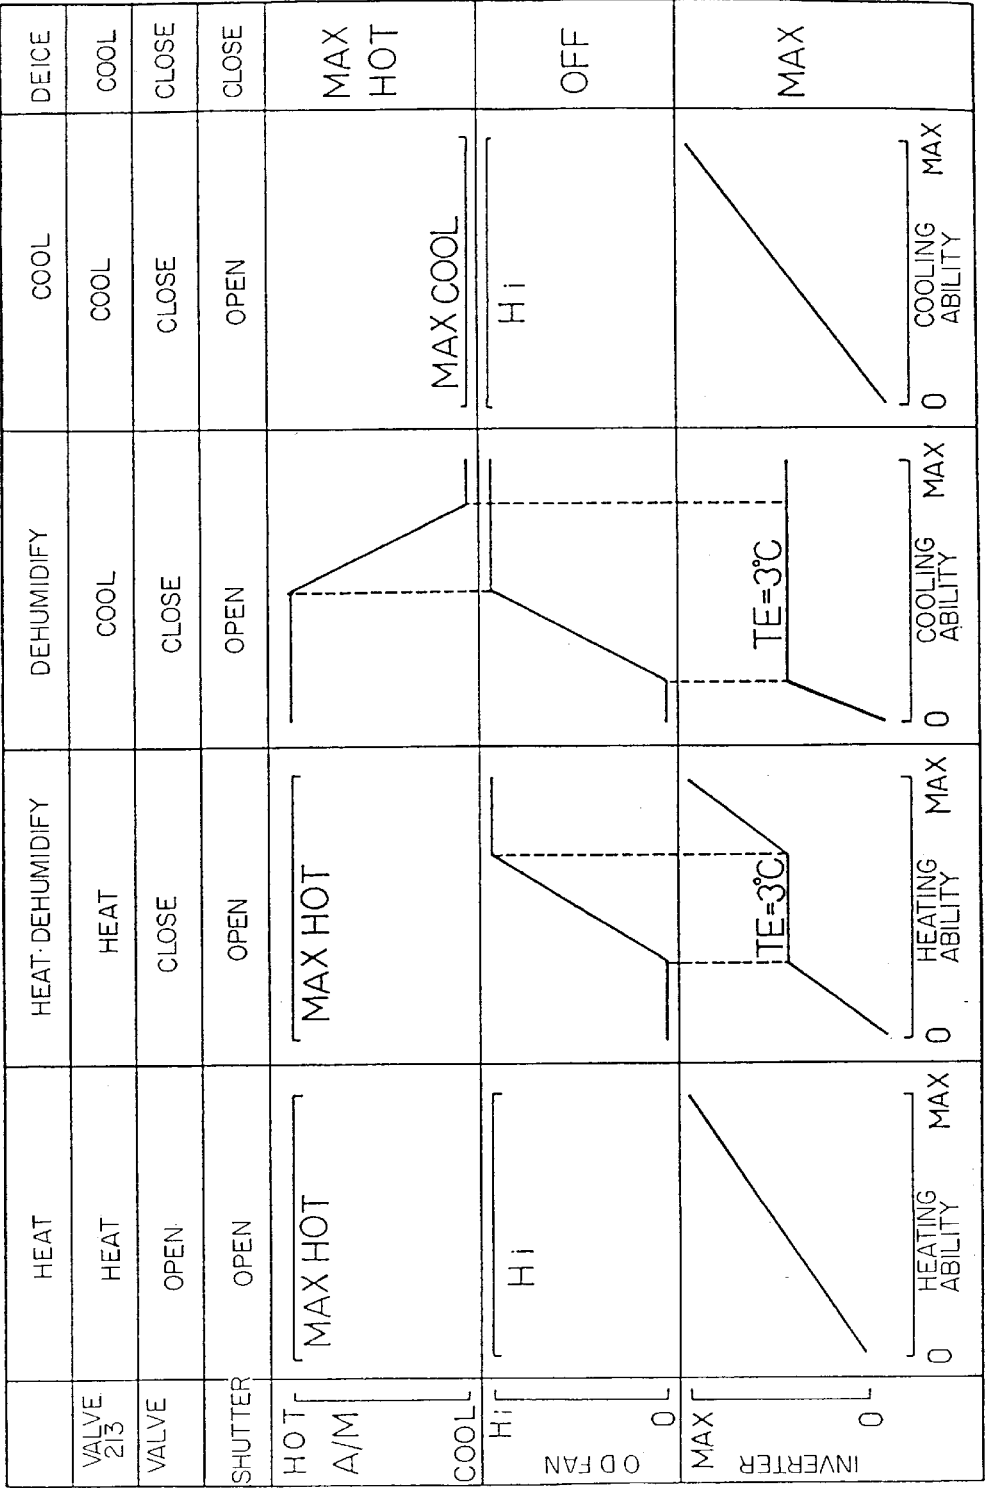 HEAT
HEAT·DEHUMIDIFY
DEHUMIDIFY
COOL
DEICE
VALVE
213
HEAT
HEAT
COOL
COOL
COOL
VALVE
OPEN
CLOSE
CLOSE
CLOSE
CLOSE
SHUTTER
OPEN
OPEN
OPEN
OPEN
CLOSE
HOT
A/M
COOL
MAX HOT
MAX HOT
MAX COOL
MAX
HOT
Hi
OD FAN
0
Hi
Hi
OFF
MAX
INVERTER
0
TE=3°C
TE=3°C
MAX
0
HEATING
ABILITY
MAX
0
HEATING
ABILITY
MAX
0
COOLING
ABILITY
MAX
0
COOLING
ABILITY
MAX